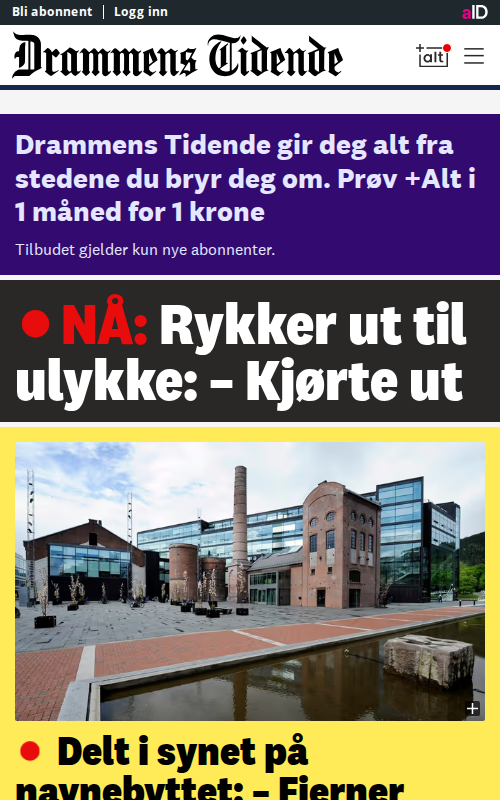 Bli abonnent | Logg inn
aID
Drammens Tidende
+alt
Drammens Tidende gir deg alt fra
stedene du bryr deg om. Prøv +Alt i
1 måned for 1 krone
Tilbudet gjelder kun nye abonnenter.
NÅ: Rykker ut til
ulykke: – Kjørte ut
Delt i synet på
navnebyttet: – Fjerner